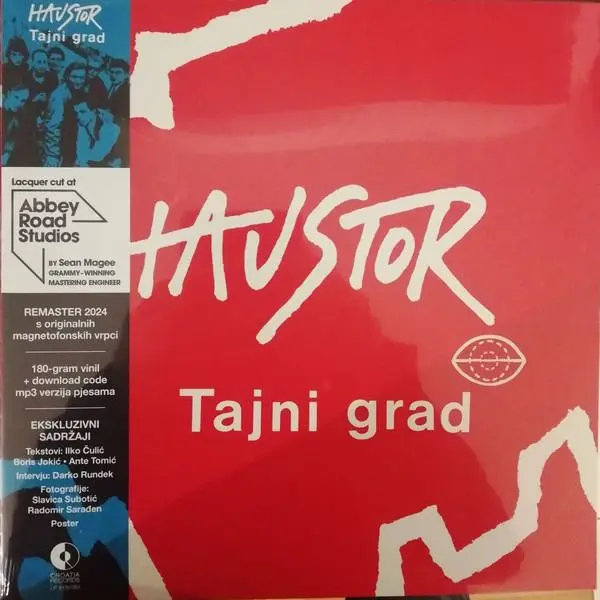 HAUSTOR
Tajni grad
Lacquer cut at
Abbey
Road
Studios
BY Sean Magee
GRAMMY-WINNING
MASTERING ENGINEER
REMASTER 2024
s originalnih
magnetofonskih vrpci
180-gram vinil
+ download code
mp3 verzija pjesama
EKSKLUZIVNI
SADRŽAJI
Tekstovi: Ilko Čulić
Boris Jokić • Ante Tomić
Intervju: Darko Rundek
Fotografije:
Slavica Subotić
Radomir Sarađen
Poster
CROATIA
RECORDS
HAUSTOR
Tajni grad